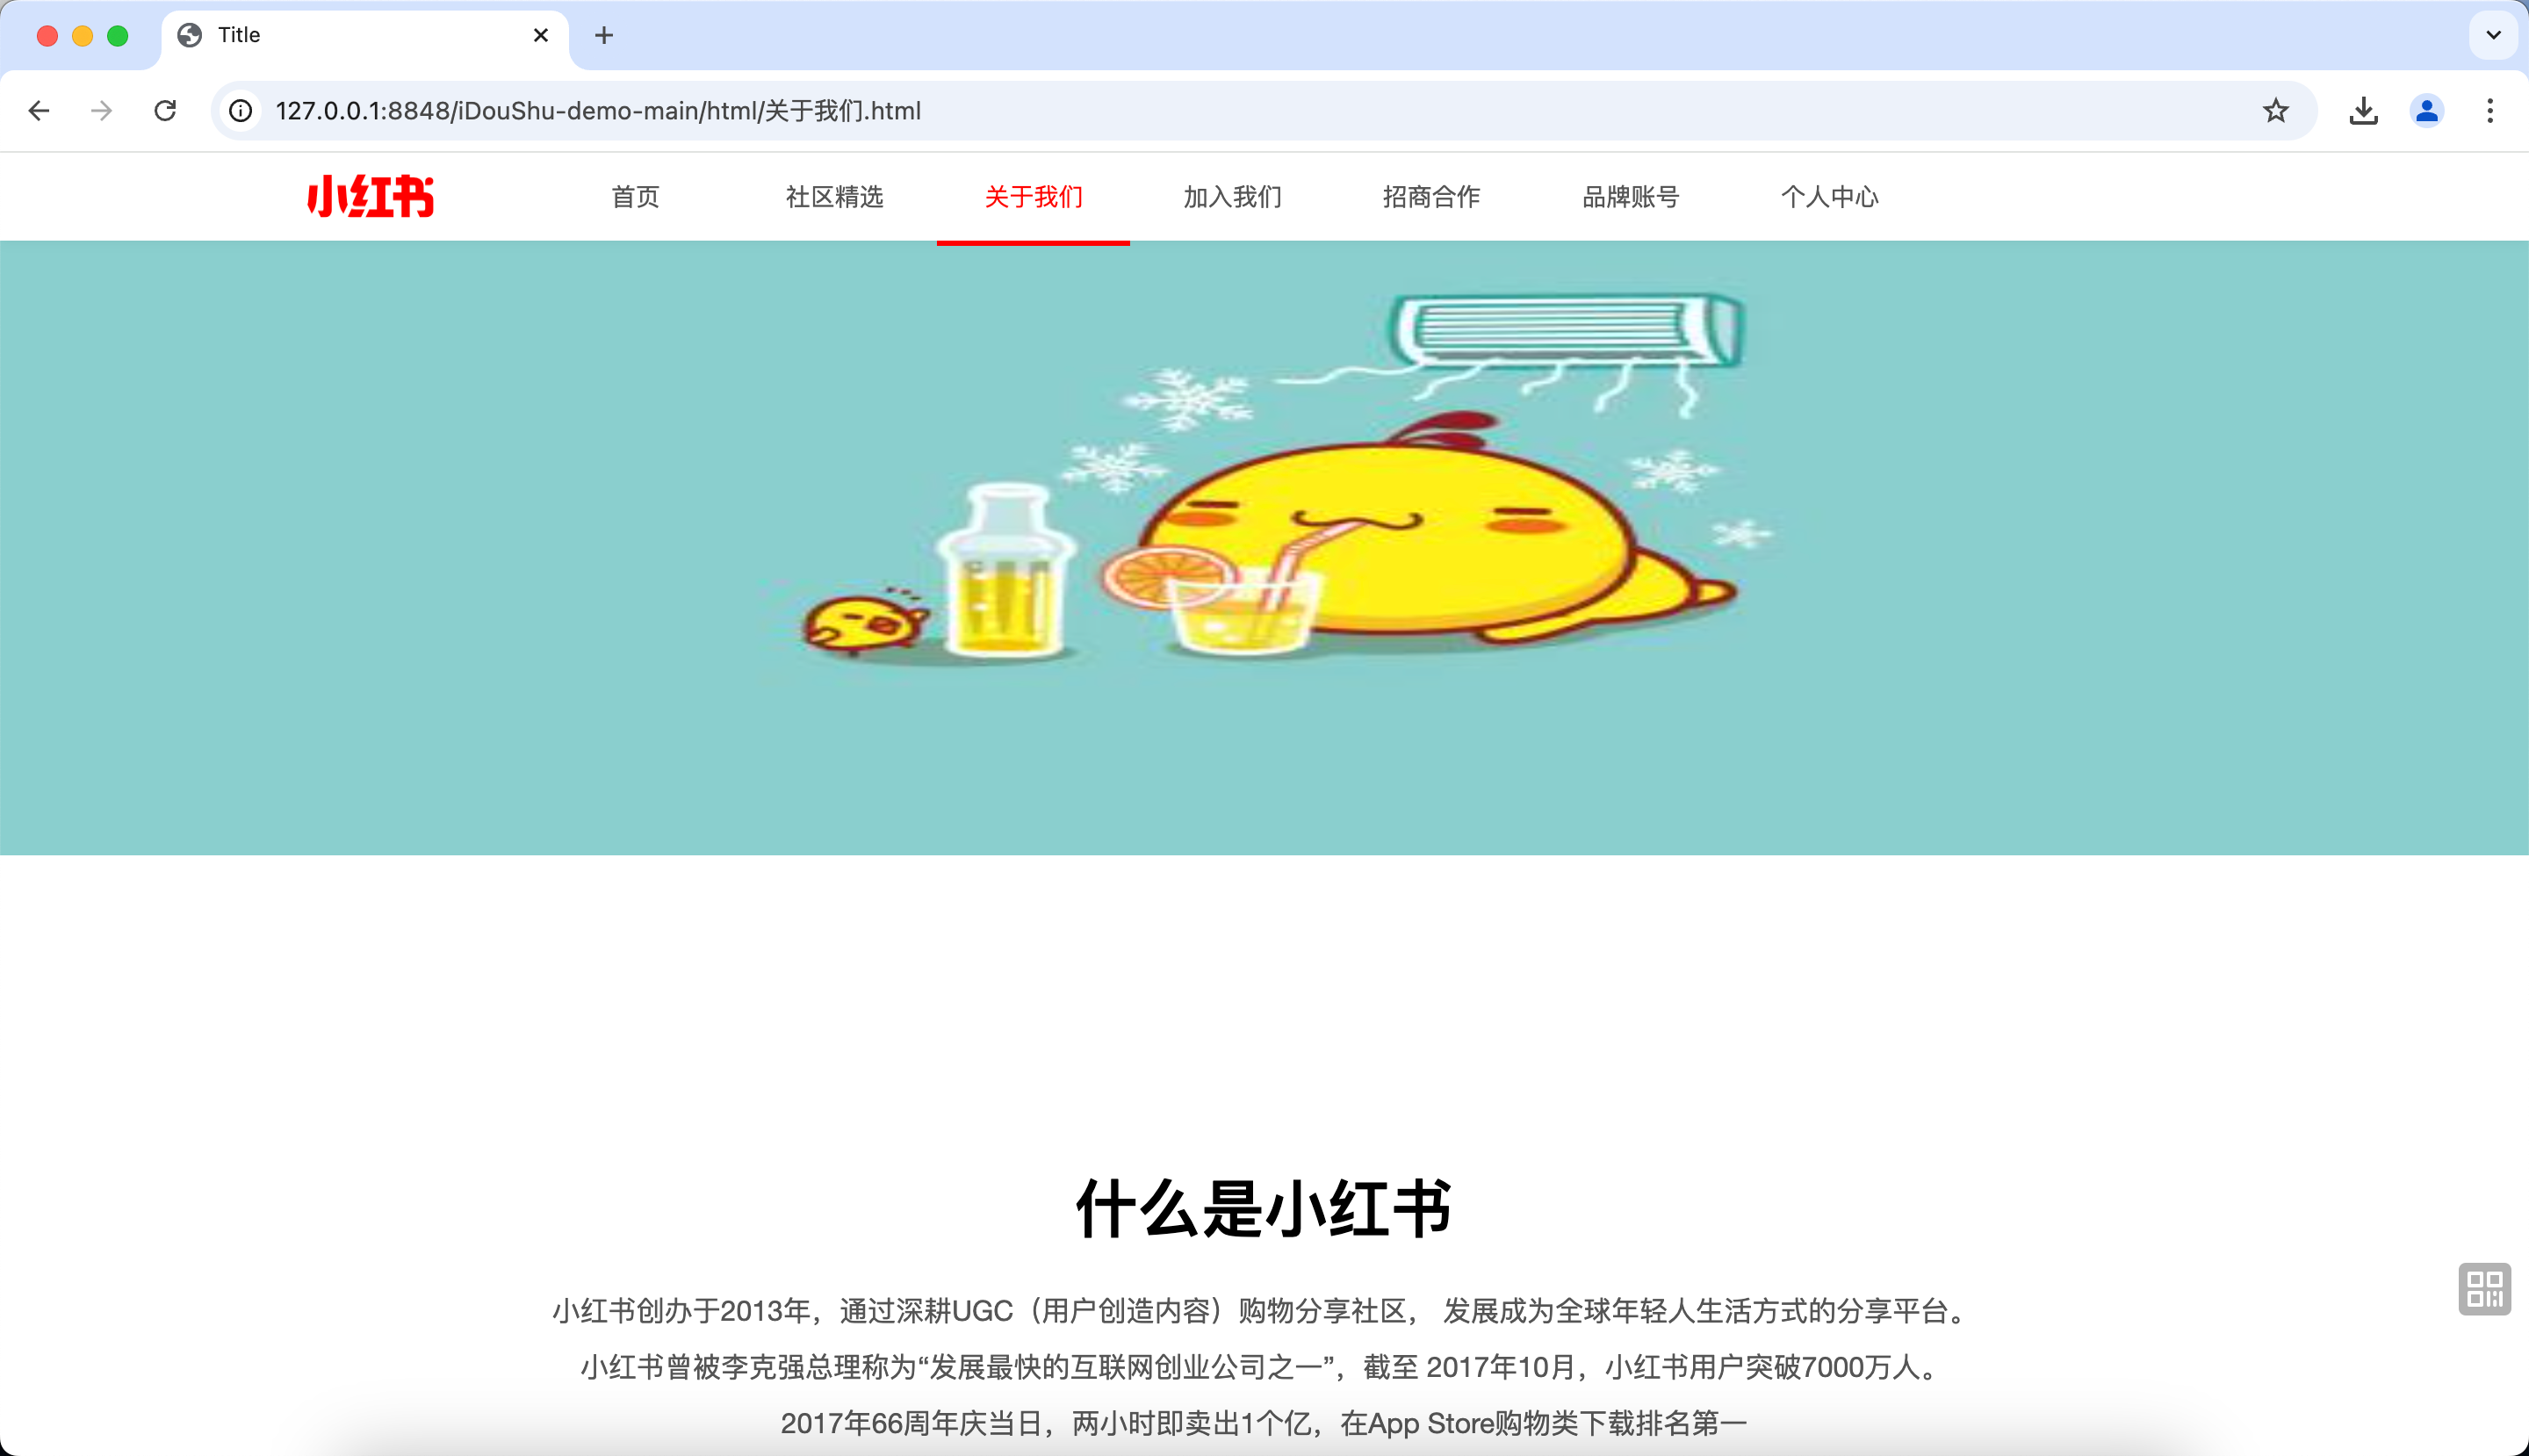 Title
127.0.0.1:8848/iDouShu-demo-main/html/关于我们.html
小红书 首页 社区精选 关于我们 加入我们 招商合作 品牌账号 个人中心
什么是小红书
小红书创办于2013年，通过深耕UGC（用户创造内容）购物分享社区， 发展成为全球年轻人生活方式的分享平台。
小红书曾被李克强总理称为“发展最快的互联网创业公司之一”，截至 2017年10月，小红书用户突破7000万人。
2017年66周年庆当日，两小时即卖出1个亿，在App Store购物类下载排名第一